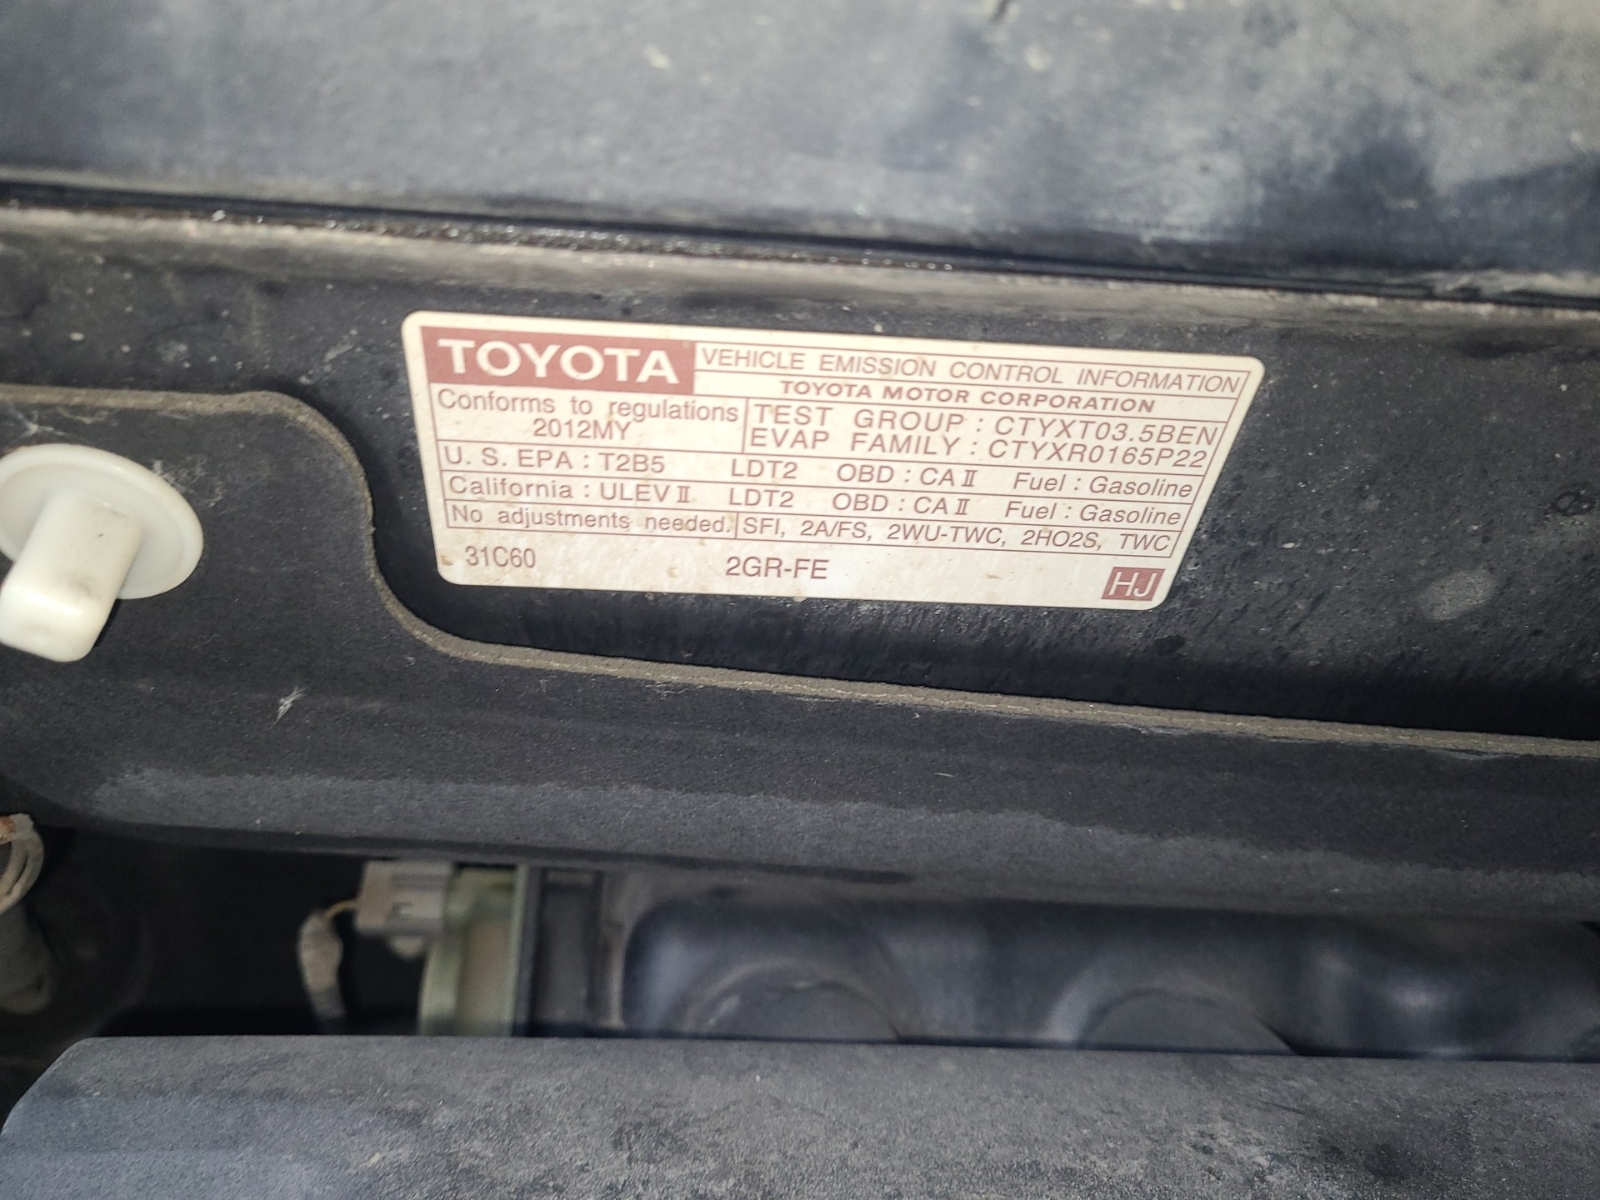 TOYOTA VEHICLE EMISSION CONTROL INFORMATION
TOYOTA MOTOR CORPORATION
Conforms to regulations
2012MY
TEST GROUP : CTYXT03.5BEN
EVAP FAMILY : CTYXR0165P22
U. S. EPA : T2B5 LDT2 OBD : CA II Fuel : Gasoline
California : ULEV II LDT2 OBD : CA II Fuel : Gasoline
No adjustments needed. SFI, 2A/FS, 2WU-TWC, 2HO2S, TWC
31C60 2GR-FE HJ